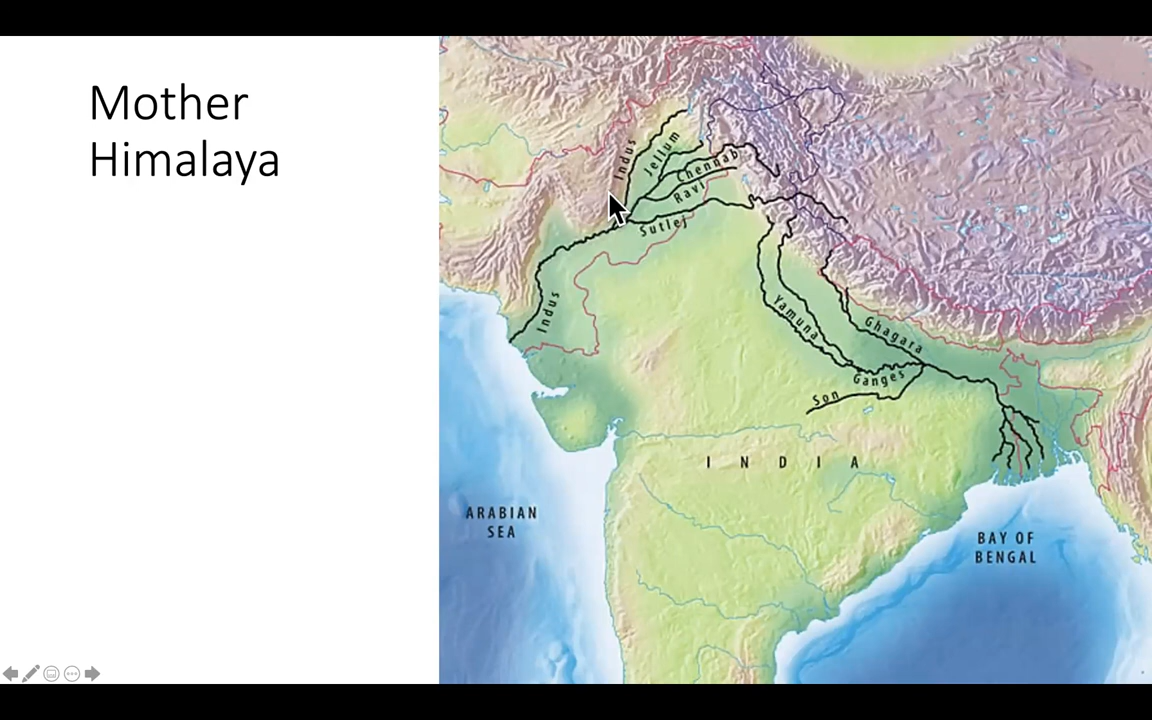 Mother
Himalaya
Indus
Jellum
Chennab
Ravi
Sutlej
Indus
Yamuna
Ghagara
Ganges
Son
I N D I A
ARABIAN
SEA
BAY OF
BENGAL